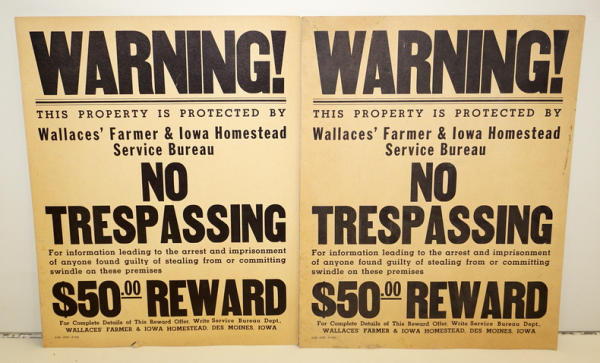 WARNING!
THIS PROPERTY IS PROTECTED BY
Wallaces' Farmer & Iowa Homestead
Service Bureau
NO
TRESPASSING
For information leading to the arrest and imprisonment
of anyone found guilty of stealing from or committing
swindle on these premises
$50.00 REWARD
For Complete Details of This Reward Offer, Write Service Bureau Dept.,
WALLACES' FARMER & IOWA HOMESTEAD, DES MOINES, IOWA
WARNING!
THIS PROPERTY IS PROTECTED BY
Wallaces' Farmer & Iowa Homestead
Service Bureau
NO
TRESPASSING
For information leading to the arrest and imprisonment
of anyone found guilty of stealing from or committing
swindle on these premises
$50.00 REWARD
For Complete Details of This Reward Offer, Write Service Bureau Dept.,
WALLACES' FARMER & IOWA HOMESTEAD, DES MOINES, IOWA